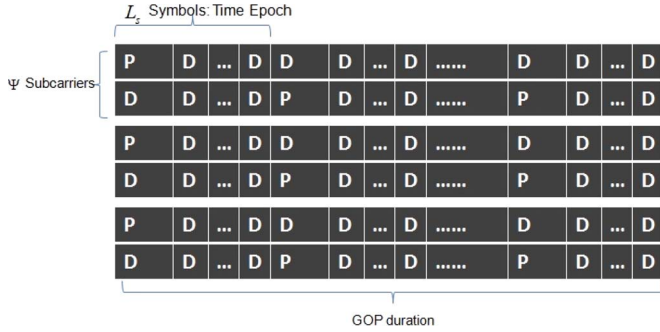 L_s Symbols: Time Epoch
P D ... D D D ... D ...... D D ... D
Ψ Subcarriers
D D ... D P D ... D ...... P D ... D
P D ... D D D ... D ...... D D ... D
D D ... D P D ... D ...... P D ... D
P D ... D D D ... D ...... D D ... D
D D ... D P D ... D ...... P D ... D
GOP duration